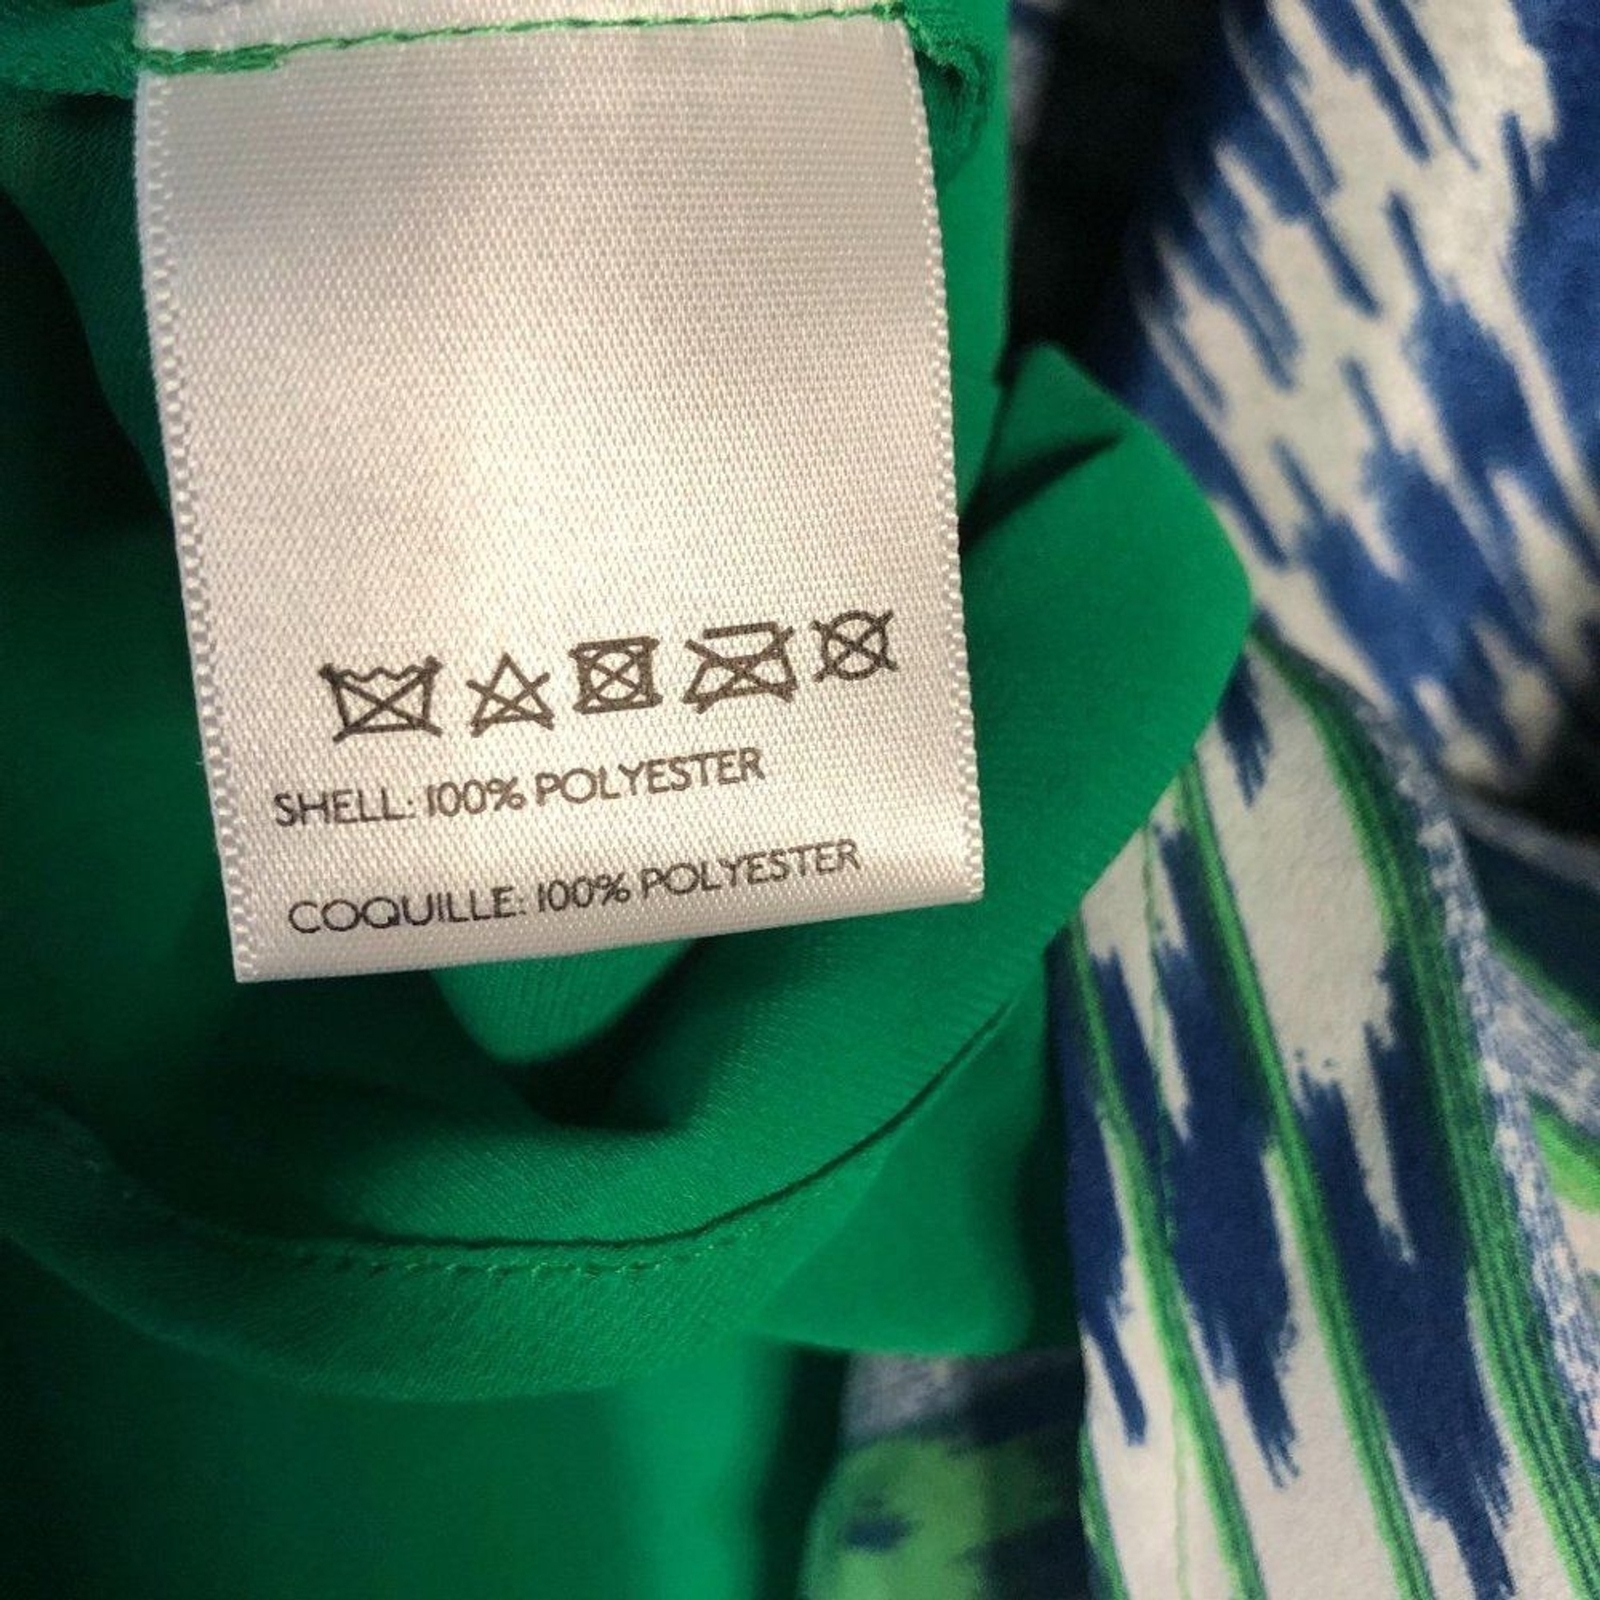 SHELL: 100% POLYESTER
COQUILLE: 100% POLYESTER